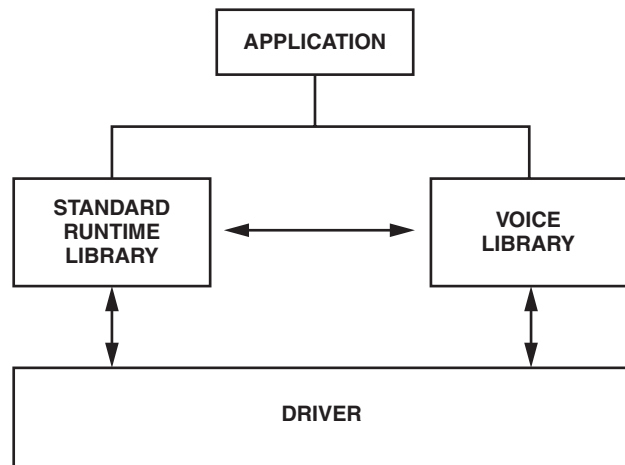 APPLICATION
STANDARD
RUNTIME
LIBRARY
VOICE
LIBRARY
DRIVER